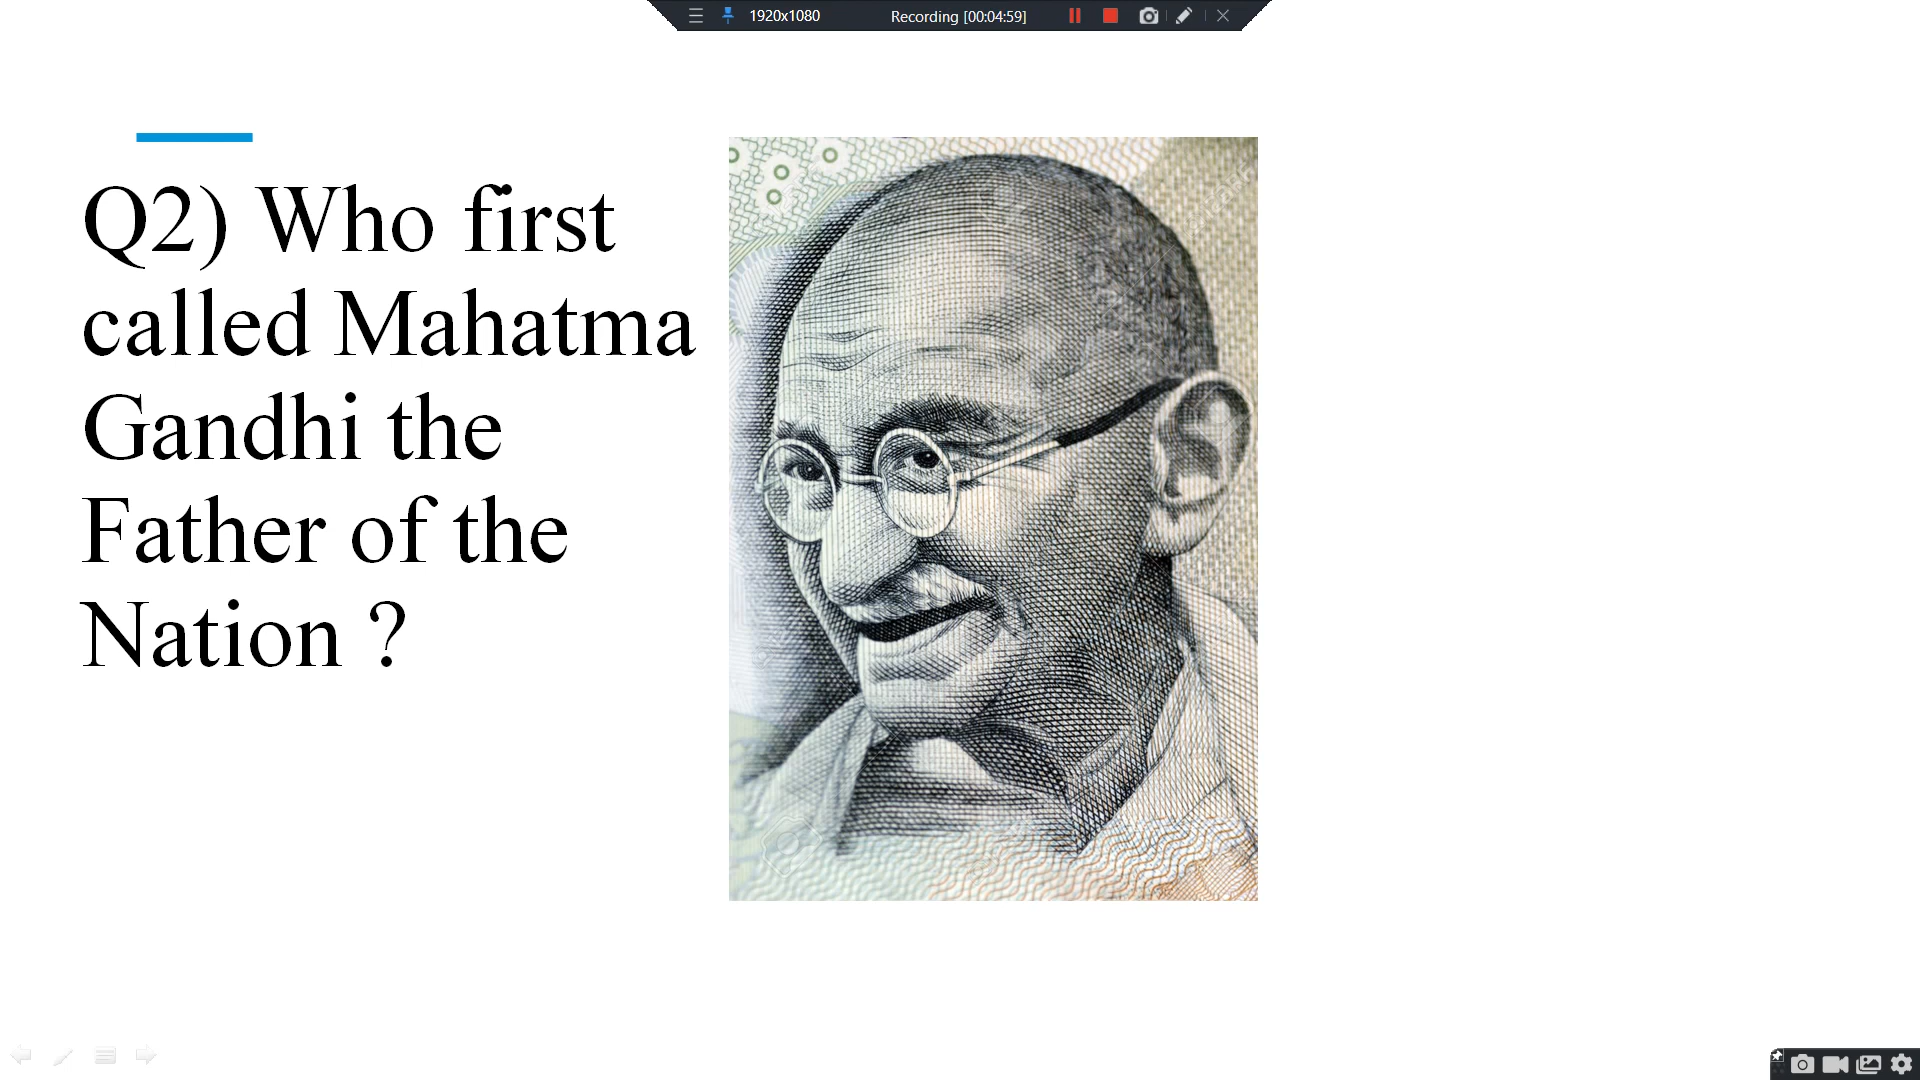 1920x1080 Recording [00:04:59]
Q2) Who first
called Mahatma
Gandhi the
Father of the
Nation ?